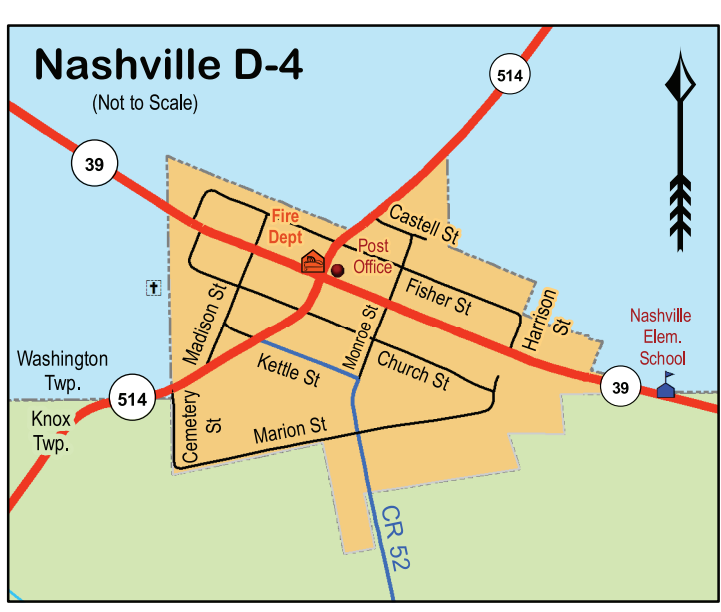 Nashville D-4
(Not to Scale)
514
39
Castell St
Fire
Dept
Post
Office
Fisher St
Harrison
St
Madison St
Monroe St
Nashville
Elem.
School
Washington
Twp.
Kettle St
Church St
39
514
Knox
Twp.
Cemetery
St
Marion St
CR 52